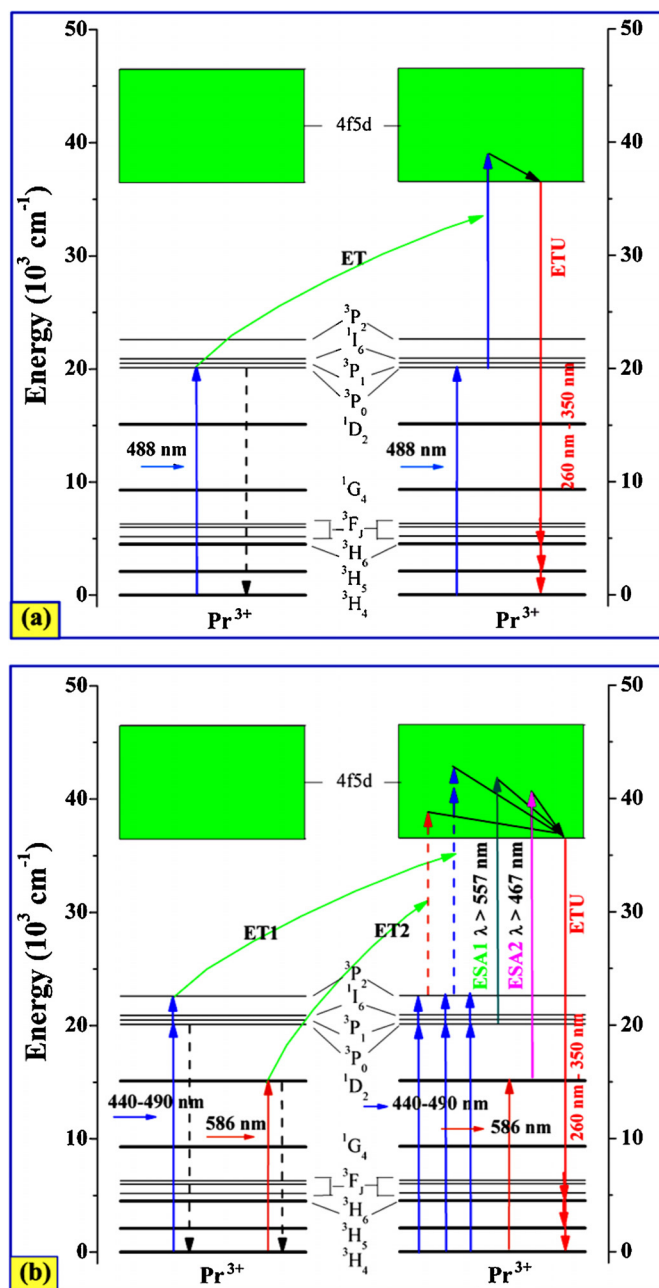 50
50
4f5d
40
40
Energy (10³ cm⁻¹)
30
30
ET
ETU
³P₂
¹I₆
³P₁
³P₀
20
20
¹D₂
488 nm
488 nm
260 nm - 350 nm
10
10
¹G₄
³F_J
³H₆
³H₅
³H₄
0
0
(a)
Pr³⁺
Pr³⁺
50
50
4f5d
40
40
Energy (10³ cm⁻¹)
30
30
ET1
ET2
ESA1 λ > 557 nm
ESA2 λ > 467 nm
ETU
³P₂
¹I₆
³P₁
³P₀
20
20
¹D₂
440-490 nm
586 nm
440-490 nm
586 nm
260 nm - 350 nm
10
10
¹G₄
³F_J
³H₆
³H₅
³H₄
0
0
(b)
Pr³⁺
Pr³⁺